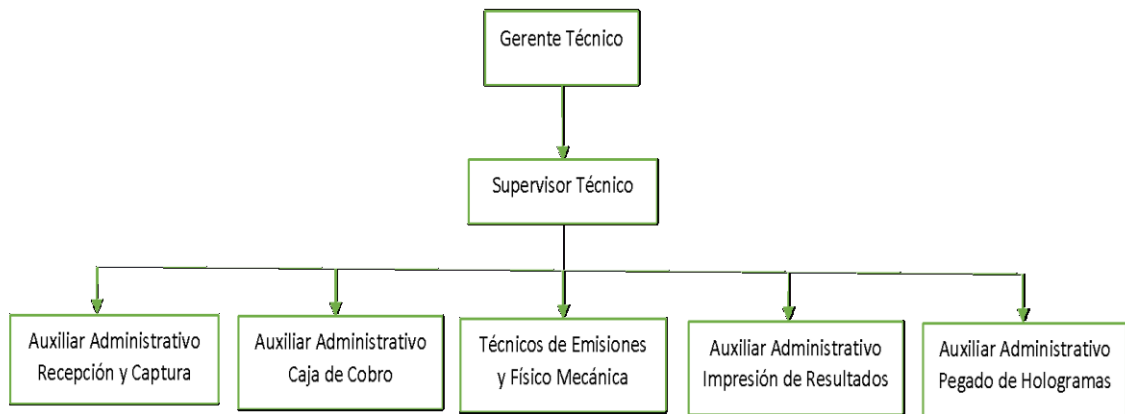 Gerente Técnico
Supervisor Técnico
Auxiliar Administrativo
Recepción y Captura
Auxiliar Administrativo
Caja de Cobro
Técnicos de Emisiones
y Físico Mecánica
Auxiliar Administrativo
Impresión de Resultados
Auxiliar Administrativo
Pegado de Hologramas